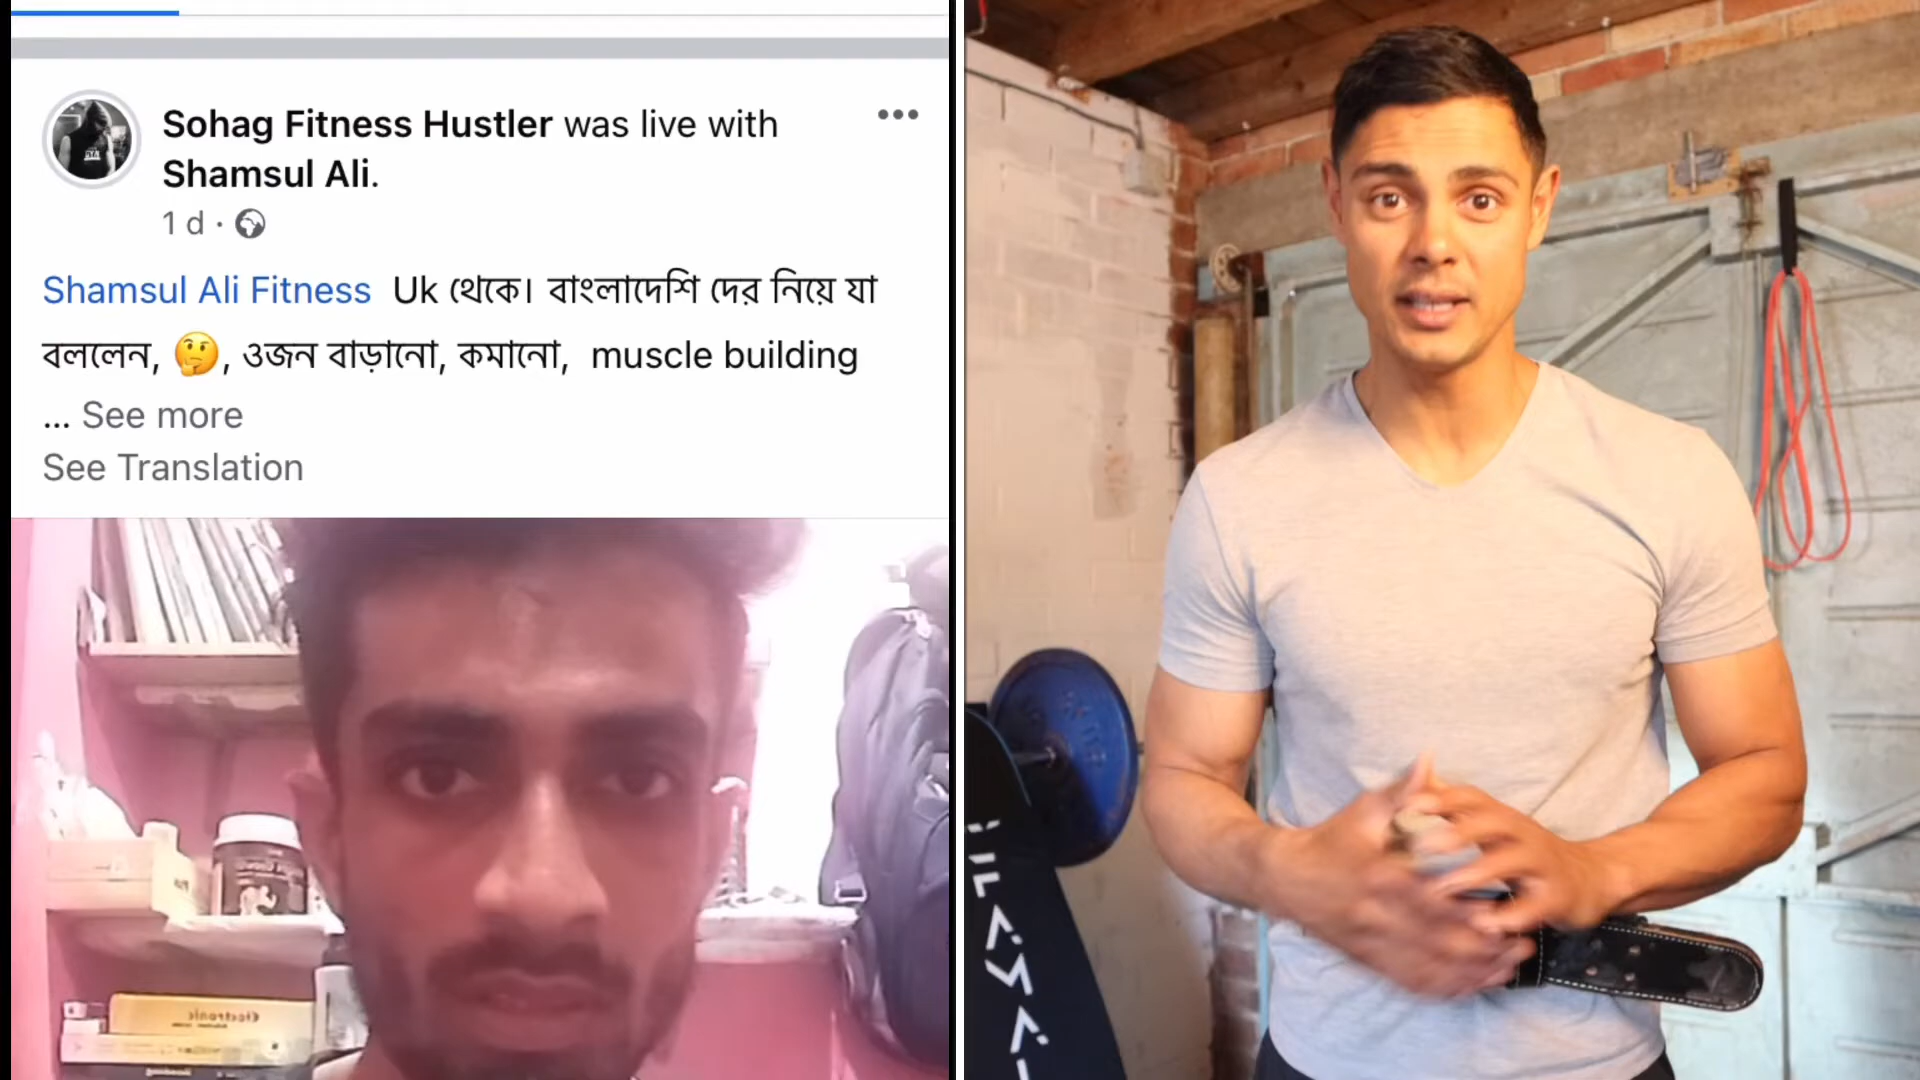 Sohag Fitness Hustler was live with
Shamsul Ali.
1 d ·
Shamsul Ali Fitness Uk থেকে। বাংলাদেশি দের নিয়ে যা
বললেন, 🤔, ওজন বাড়ানো, কমানো, muscle building
... See more
See Translation
Electronic